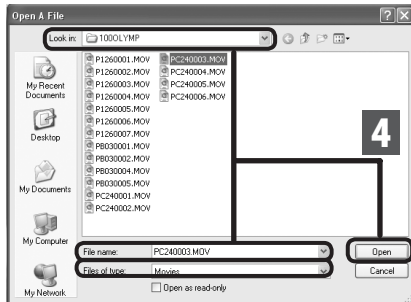 Open A File
Look in: 100OLYMP
My Recent Documents
Desktop
My Documents
My Computer
My Network
P1260001.MOV
P1260002.MOV
P1260003.MOV
P1260004.MOV
P1260005.MOV
P1260006.MOV
P1260007.MOV
PB030001.MOV
PB030002.MOV
PB030004.MOV
PB030005.MOV
PC240001.MOV
PC240002.MOV
PC240003.MOV
PC240004.MOV
PC240005.MOV
PC240006.MOV
4
File name: PC240003.MOV
Open
Files of type: Movies
Cancel
Open as read-only